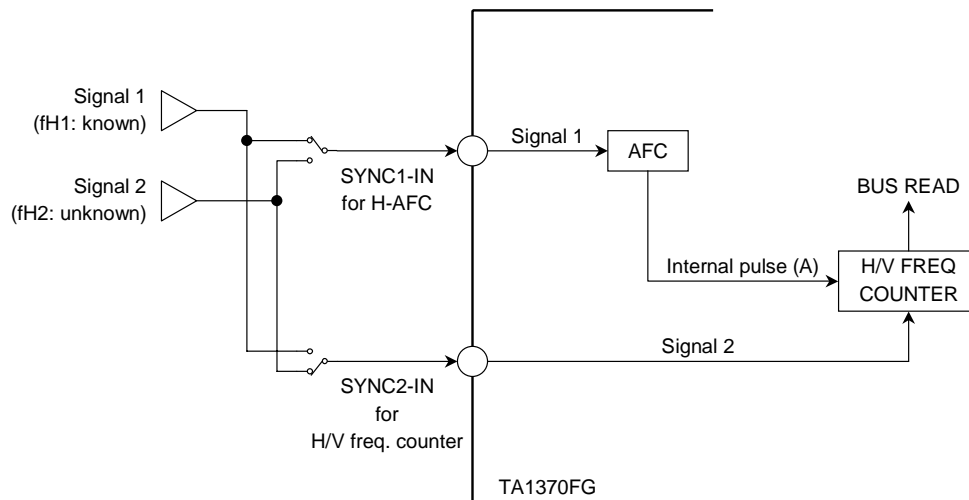 Signal 1
(fH1: known)
Signal 2
(fH2: unknown)
SYNC1-IN
for H-AFC
Signal 1
AFC
BUS READ
Internal pulse (A)
H/V FREQ
COUNTER
Signal 2
SYNC2-IN
for
H/V freq. counter
TA1370FG